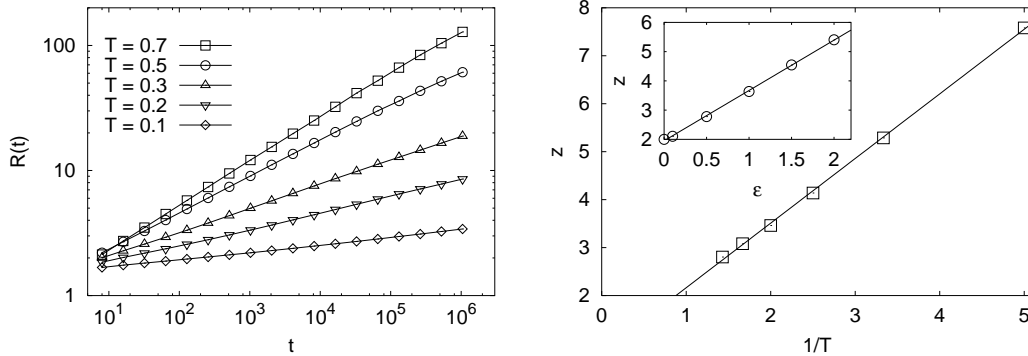 100
10
1
R(t)
T = 0.7
T = 0.5
T = 0.3
T = 0.2
T = 0.1
10^1 10^2 10^3 10^4 10^5 10^6
t
8
7
6
5
4
3
2
z
0 1 2 3 4 5
1/T
6
5
4
3
2
z
0 0.5 1 1.5 2
ε